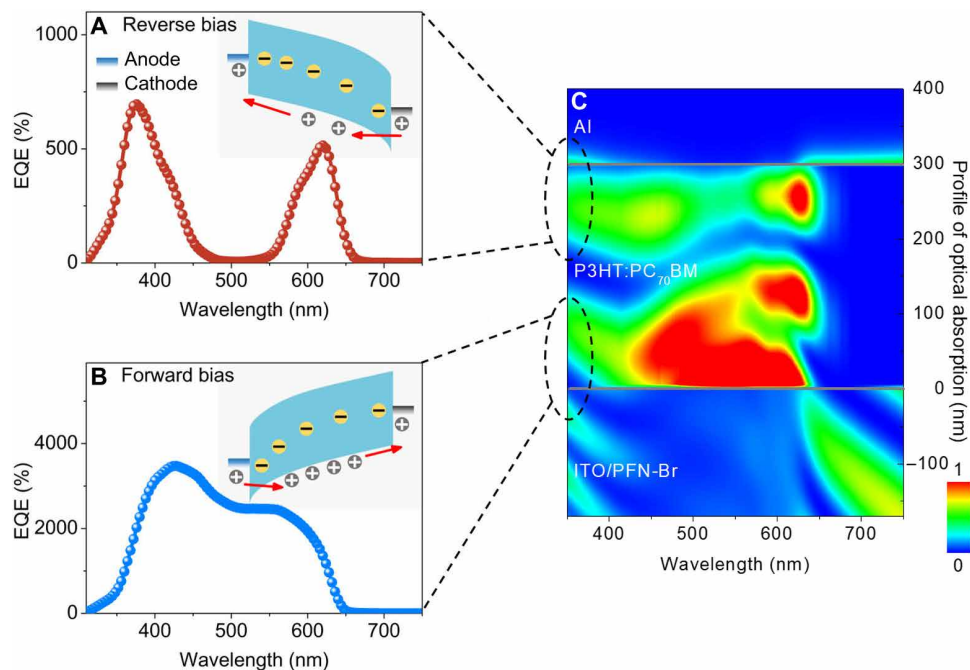 A Reverse bias
Anode
Cathode
1000
500
0
EQE (%)
400 500 600 700
Wavelength (nm)
B Forward bias
4000
2000
0
EQE (%)
400 500 600 700
Wavelength (nm)
C
Al
P3HT:PC₇₀BM
ITO/PFN-Br
400
300
200
100
0
−100
Profile of optical absorption (nm)
400 500 600 700
Wavelength (nm)
1
0